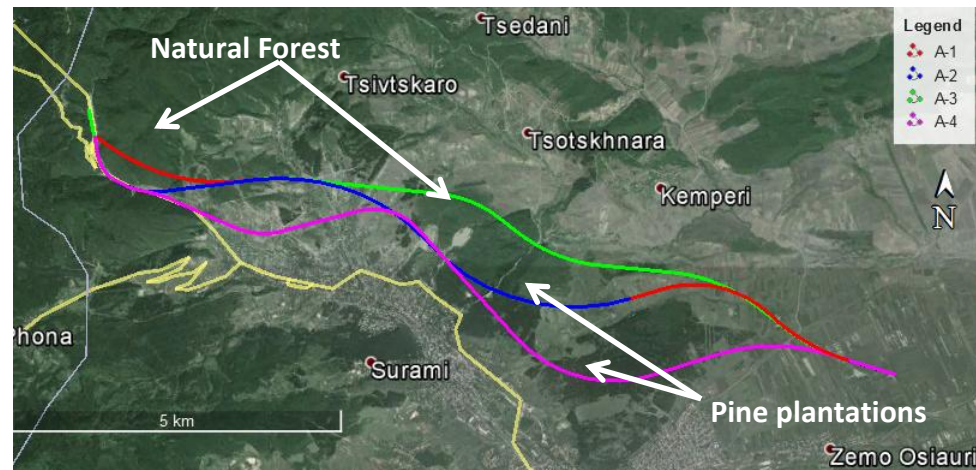 Tsedani
Legend
Natural Forest
A-1
A-2
Tsivtskaro
A-3
A-4
Tsotskhnara
Kemperi
N
Phona
Surami
5 km
Pine plantations
Zemo Osiauri